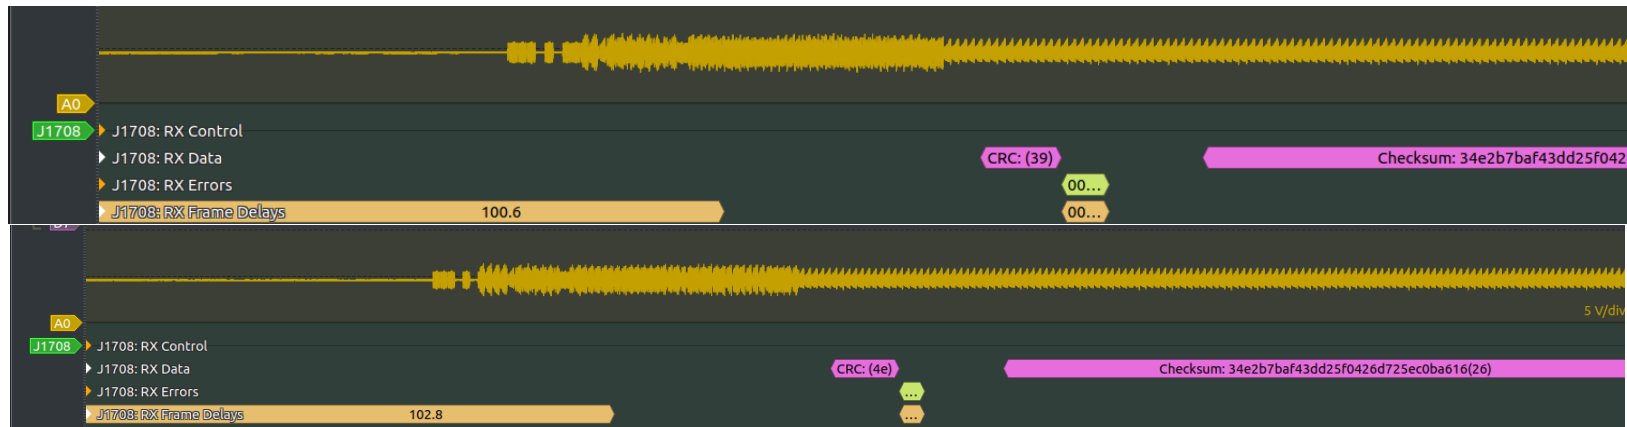 A0
J1708 J1708: RX Control
J1708: RX Data CRC: (39) Checksum: 34e2b7baf43dd25f042
J1708: RX Errors 00...
J1708: RX Frame Delays 100.6 00...
5 V/div
A0
J1708 J1708: RX Control
J1708: RX Data CRC: (4e) Checksum: 34e2b7baf43dd25f0426d725ec0ba616(26)
J1708: RX Errors ...
J1708: RX Frame Delays 102.8 ...